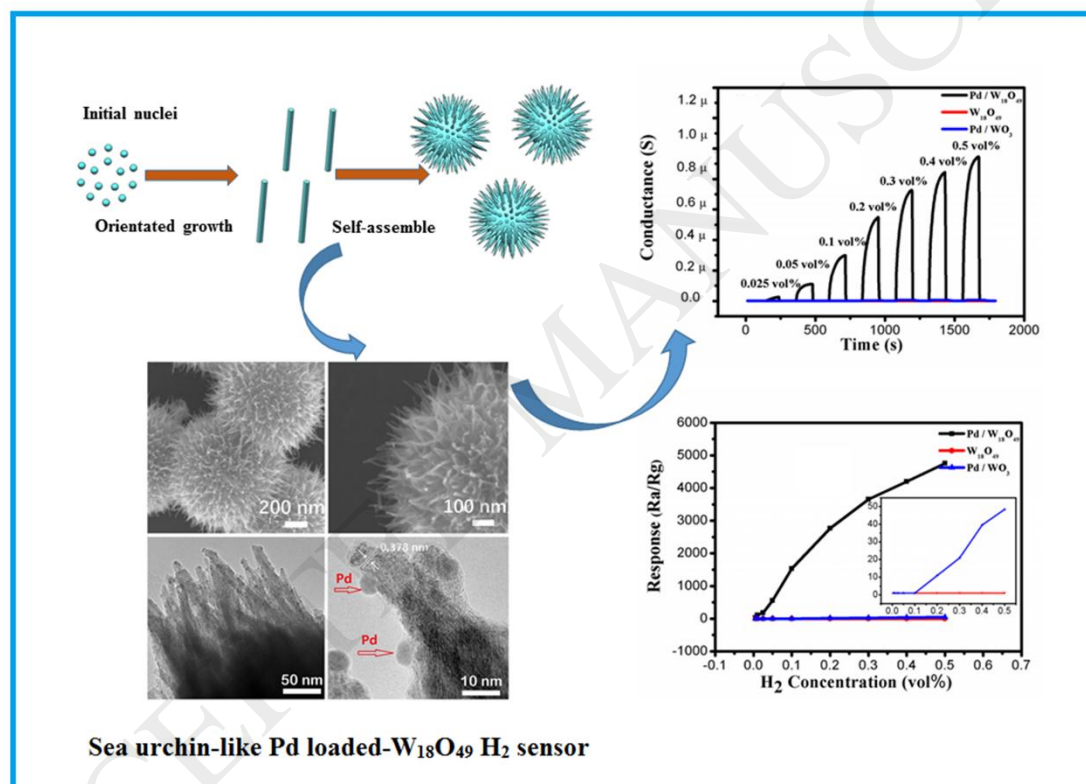 Initial nuclei
Orientated growth
Self-assemble
200 nm
100 nm
0.378 nm
Pd
Pd
50 nm
10 nm
Conductance (S)
1.2 μ
1.0 μ
0.8 μ
0.6 μ
0.4 μ
0.2 μ
0.0
Pd / W₁₈O₄₉
W₁₈O₄₉
Pd / WO₃
0.025 vol%
0.05 vol%
0.1 vol%
0.2 vol%
0.3 vol%
0.4 vol%
0.5 vol%
0 500 1000 1500 2000
Time (s)
Response (Ra/Rg)
6000
5000
4000
3000
2000
1000
0
-1000
Pd / W₁₈O₄₉
W₁₈O₄₉
Pd / WO₃
50
40
30
20
10
0
0.0 0.1 0.2 0.3 0.4 0.5
-0.1 0.0 0.1 0.2 0.3 0.4 0.5 0.6 0.7
H₂ Concentration (vol%)
Sea urchin-like Pd loaded-W₁₈O₄₉ H₂ sensor